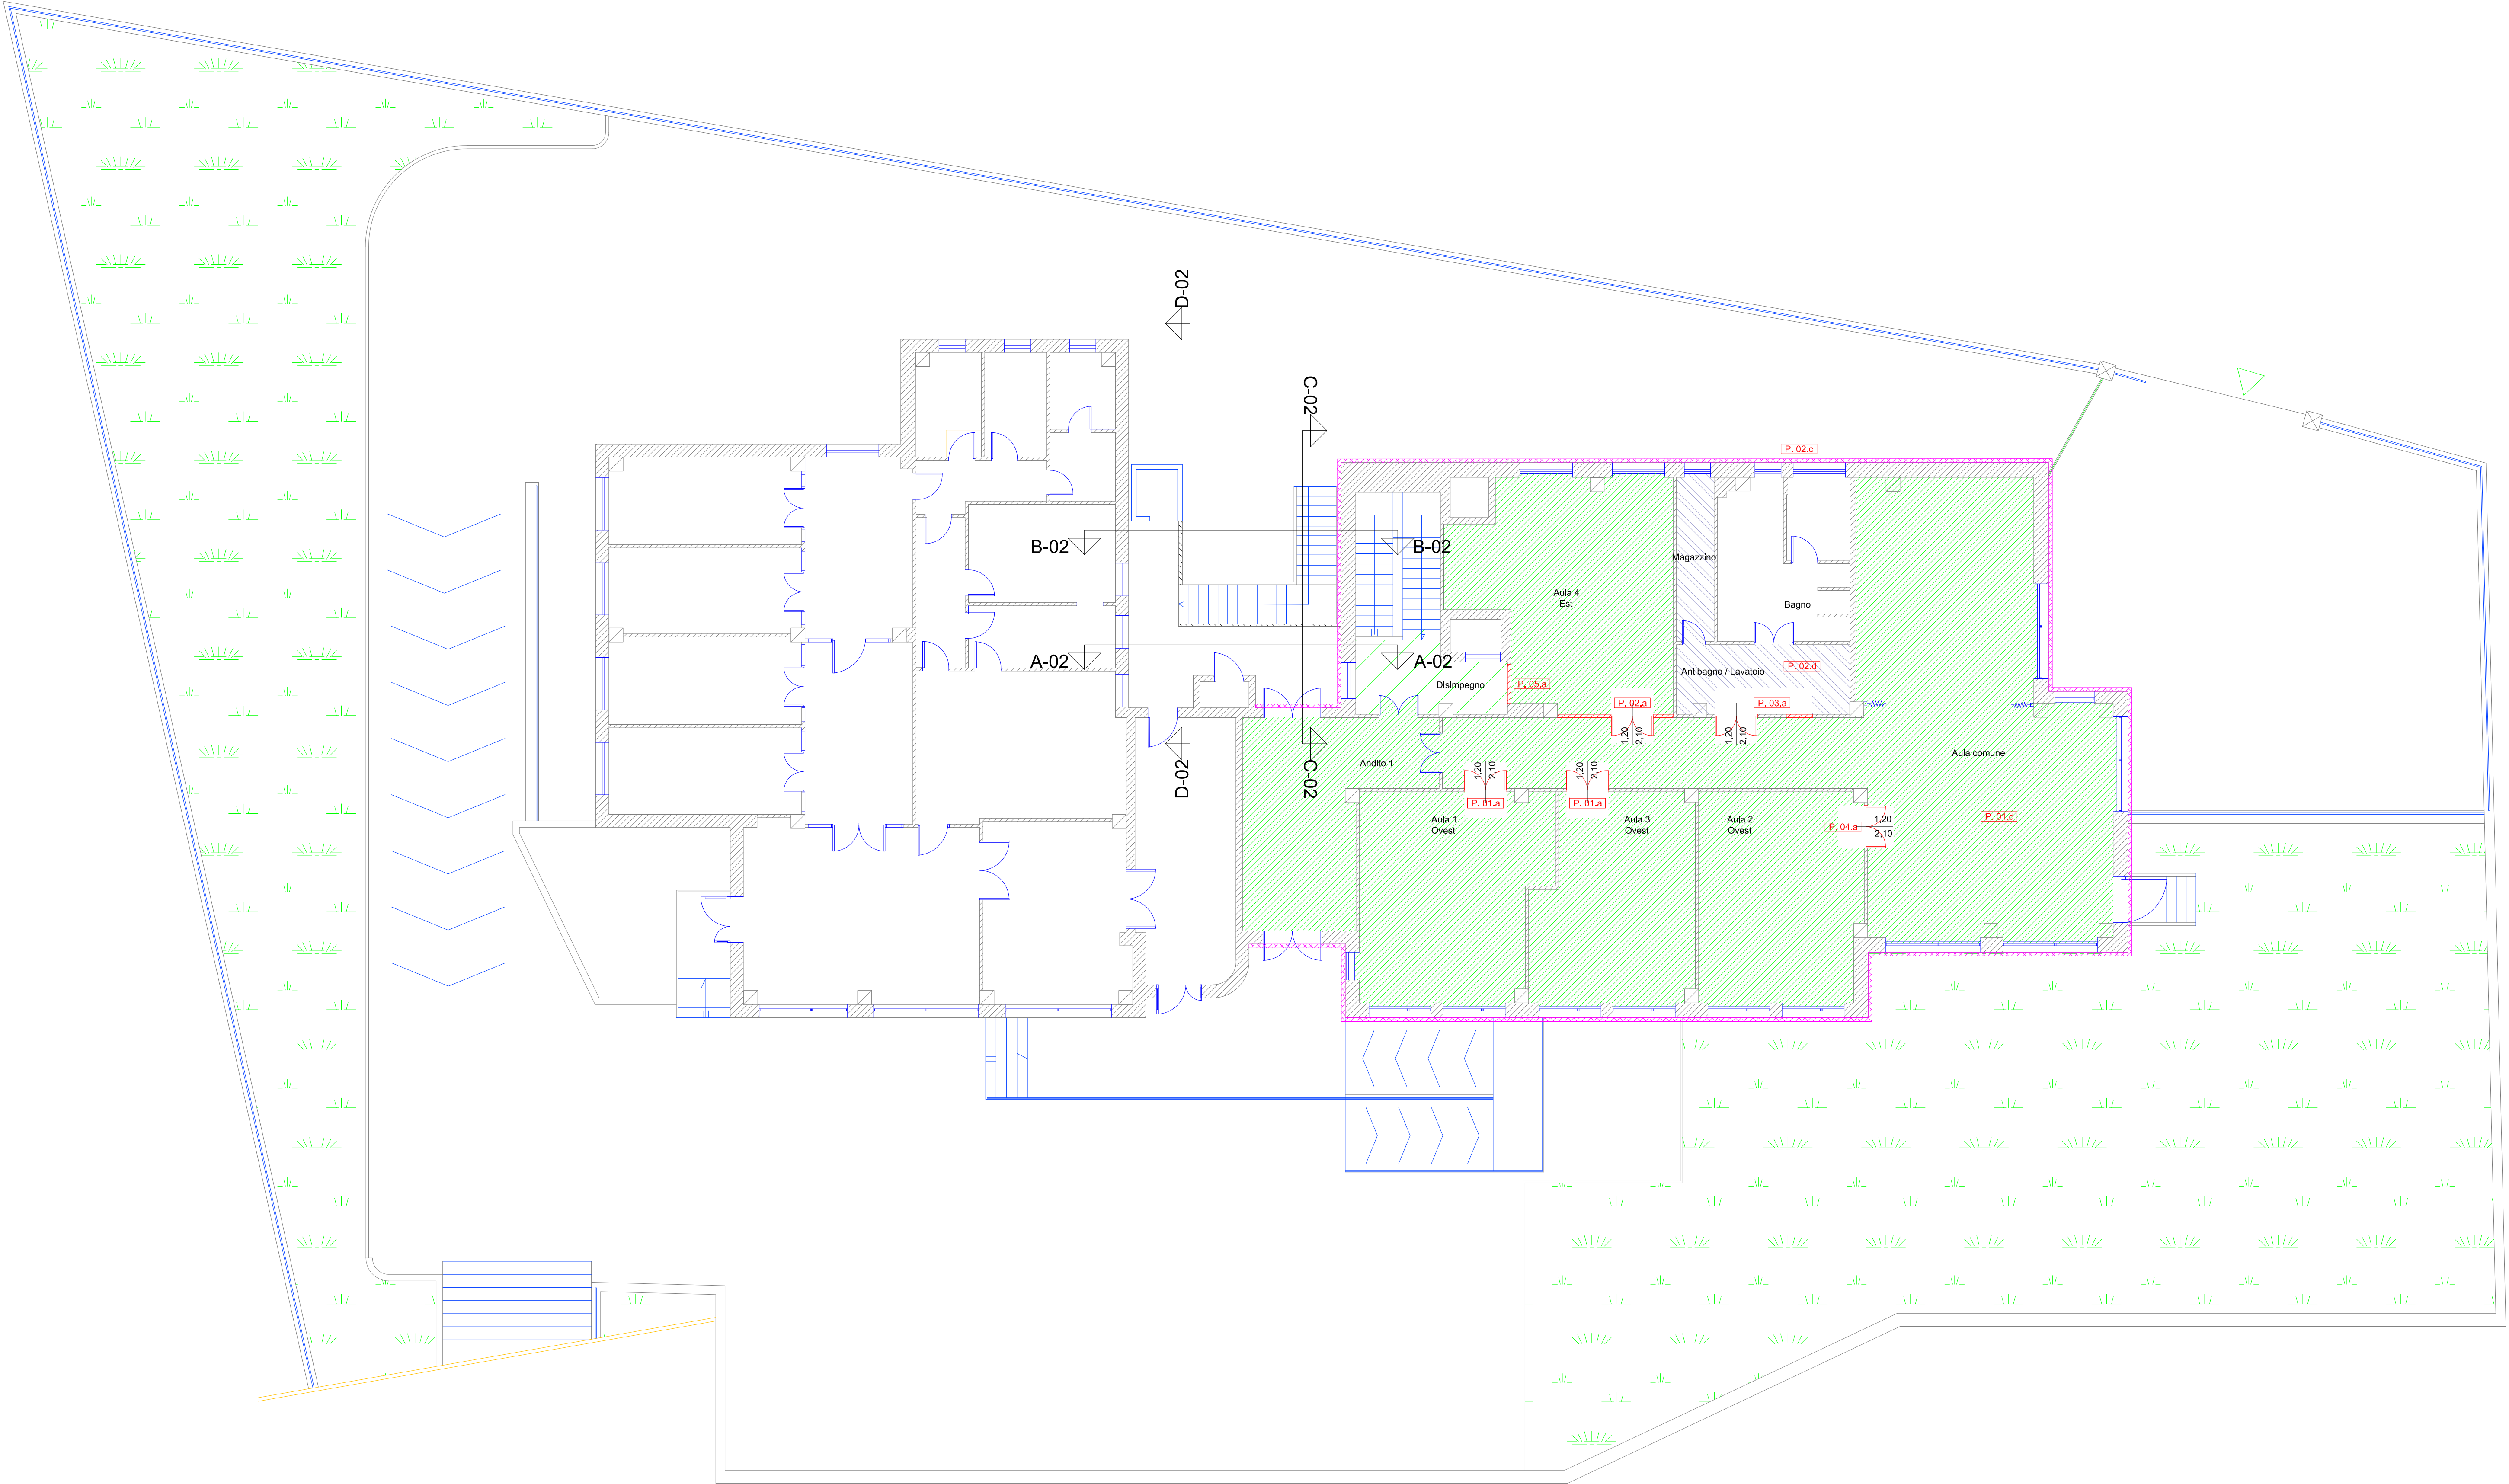 D-02
C-02
P. 02.c
B-02
B-02
Magazzino
Aula 4
Est
Bagno
A-02
A-02
Antibagno / Lavatoio
P. 02.d
Disimpegno
P. 05.a
P. 02.a
P. 03.a
1,20
2,10
1,20
2,10
Aula comune
D-02
C-02
Andito 1
1,20
2,10
1,20
2,10
P. 01.a
P. 01.a
Aula 1
Ovest
Aula 3
Ovest
Aula 2
Ovest
P. 04.a
1,20
2,10
P. 01.d